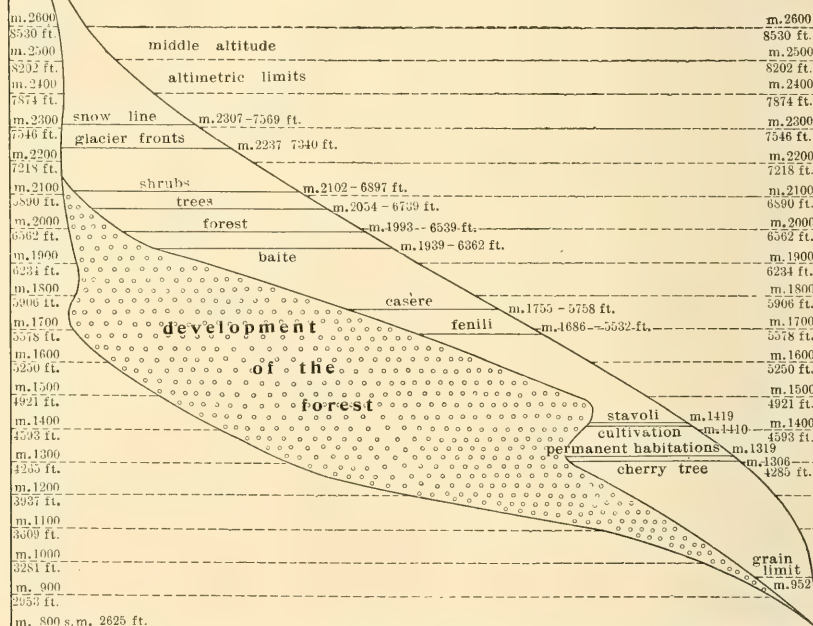 m. 2600 m. 2600
8530 ft. 8530 ft.
middle altitude
m. 2500 m. 2500
8202 ft. 8202 ft.
altimetric limits
m. 2400 m. 2400
7874 ft. 7874 ft.
snow line m. 2307-7569 ft.
m. 2300 m. 2300
7546 ft. 7546 ft.
glacier fronts m. 2237 7340 ft.
m. 2200 m. 2200
7218 ft. 7218 ft.
shrubs m. 2102-6897 ft.
m. 2100 m. 2100
6890 ft. 6890 ft.
trees m. 2054-6739 ft.
m. 2000 m. 2000
forest m. 1993-6539 ft.
6562 ft. 6562 ft.
m. 1939-6362 ft.
baite
m. 1900 m. 1900
6234 ft. 6234 ft.
m. 1800 m. 1800
5906 ft. 5906 ft.
casère m. 1755-5758 ft.
m. 1700 m. 1700
development fenili m. 1686-5532 ft.
5578 ft. 5578 ft.
m. 1600 m. 1600
5250 ft. 5250 ft.
of the
m. 1500 m. 1500
4921 ft. 4921 ft.
forest
stavoli m. 1419
m. 1400 m. 1410 m. 1400
4593 ft. cultivation 4593 ft.
permanent habitations m. 1319
m. 1300 m. 1306
4265 ft. cherry tree 4285 ft.
m. 1200
3937 ft.
m. 1100
3609 ft.
m. 1000 grain
3281 ft. limit
m. 900 m. 952
2953 ft.
m. 800 s.m. 2625 ft.